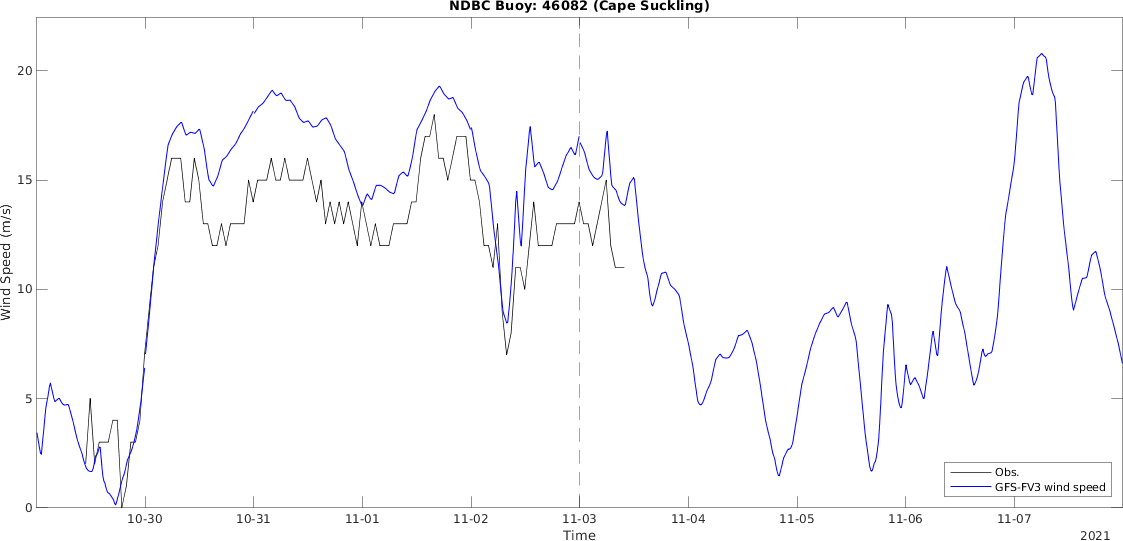 NDBC Buoy: 46082 (Cape Suckling)
20
15
10
5
0
Wind Speed (m/s)
10-30 10-31 11-01 11-02 11-03 11-04 11-05 11-06 11-07
Time
2021
Obs.
GFS-FV3 wind speed